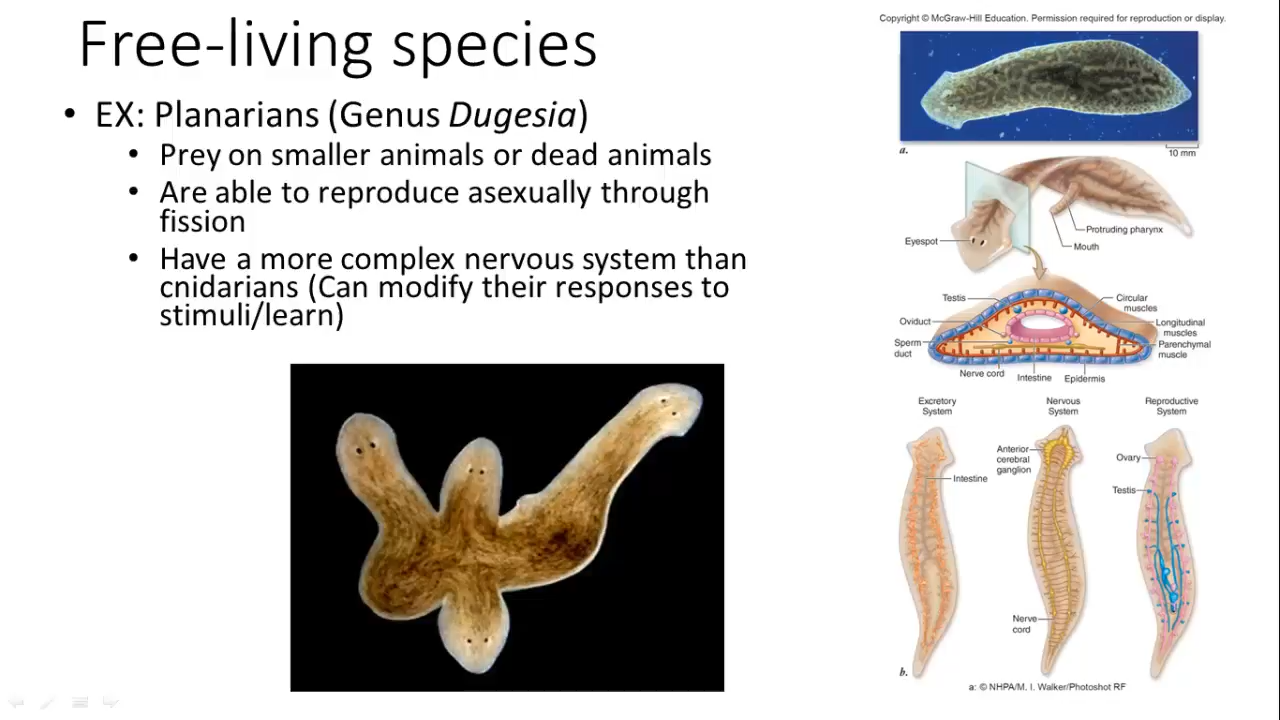 Free-living species
• EX: Planarians (Genus Dugesia)
• Prey on smaller animals or dead animals
• Are able to reproduce asexually through
fission
• Have a more complex nervous system than
cnidarians (Can modify their responses to
stimuli/learn)
Copyright © McGraw-Hill Education. Permission required for reproduction or display.
a.
10 mm
Protruding pharynx
Eyespot
Mouth
Testis
Circular
muscles
Oviduct
Longitudinal
muscles
Sperm
duct
Parenchymal
muscle
Nerve cord
Intestine
Epidermis
Excretory
System
Nervous
System
Reproductive
System
Anterior
cerebral
ganglion
Ovary
Intestine
Testis
Nerve
cord
b.
a: © NHPA/M. I. Walker/Photoshot RF